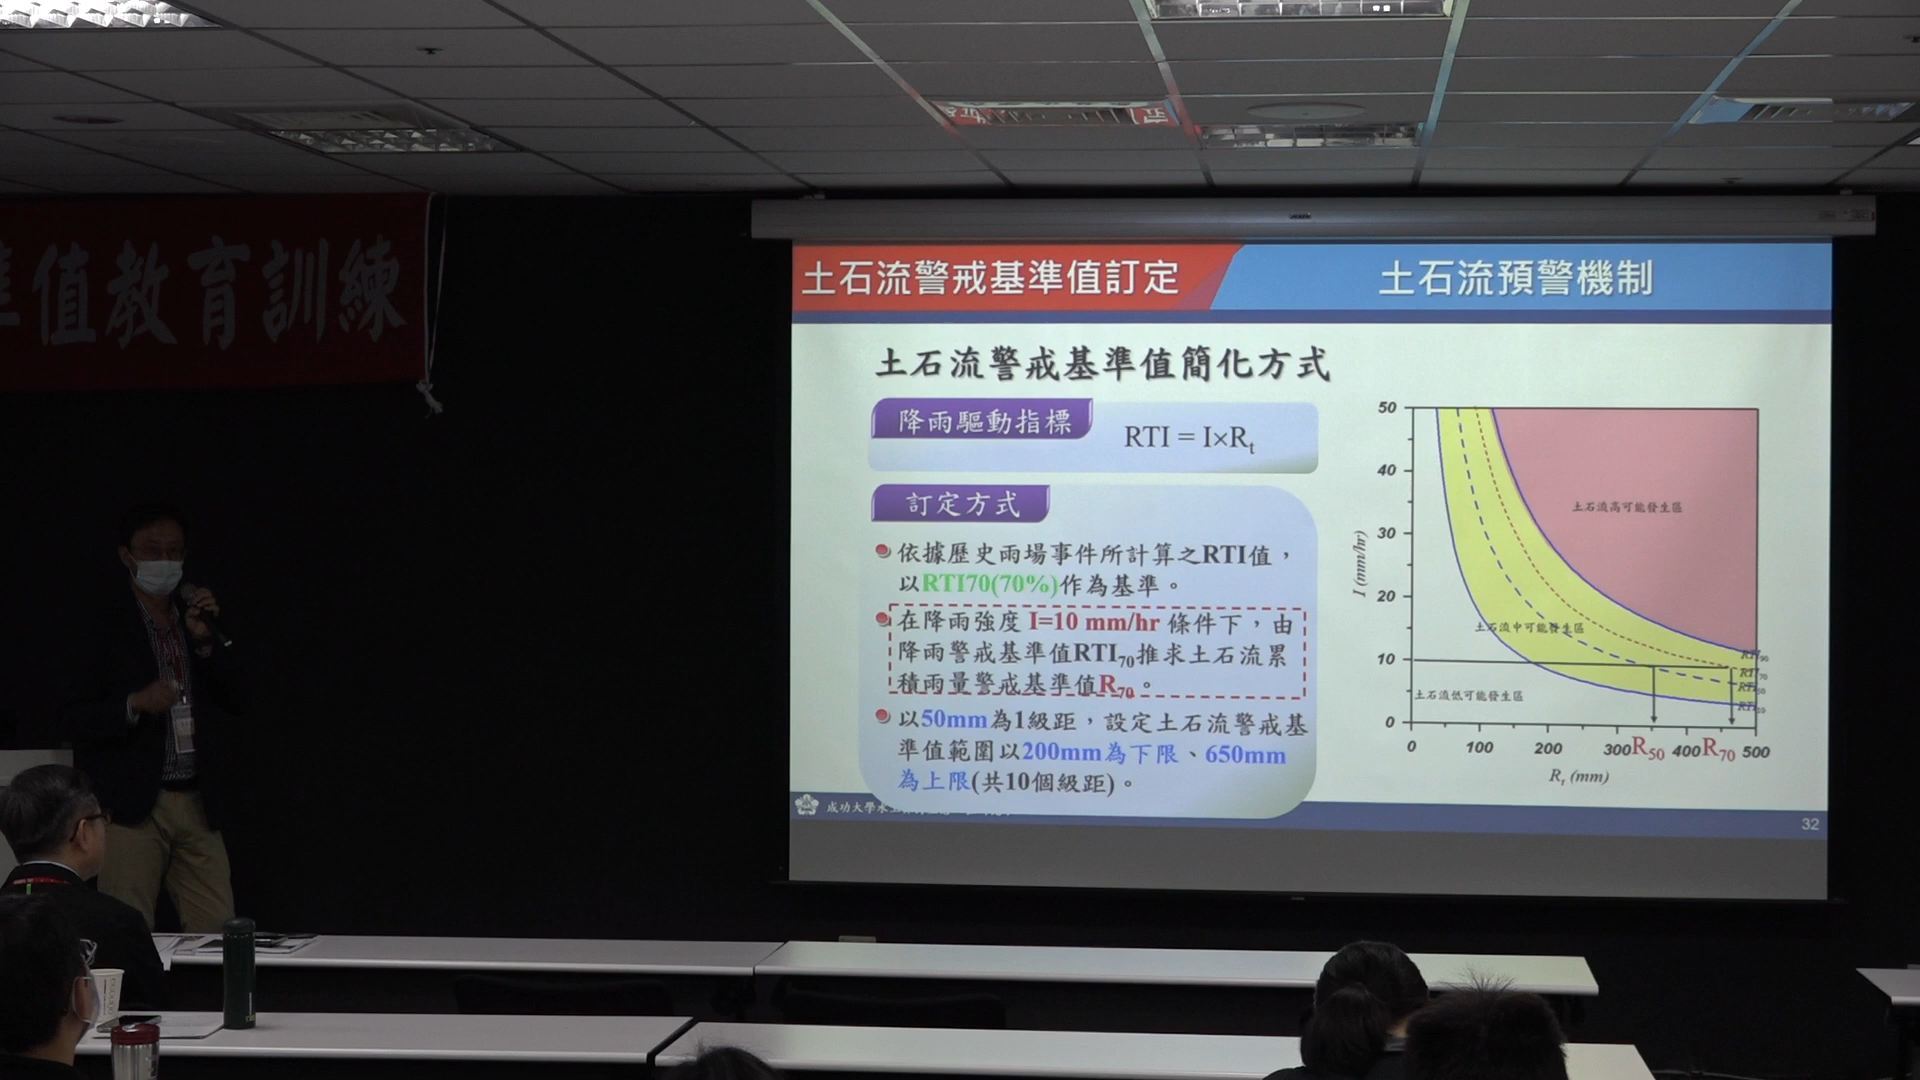 值教育訓練
土石流警戒基準值訂定
土石流預警機制
土石流警戒基準值簡化方式
降雨驅動指標
RTI = I×Rt
訂定方式
依據歷史雨場事件所計算之RTI值，
以RTI70(70%)作為基準。
在降雨強度 I=10 mm/hr 條件下，由
降雨警戒基準值RTI70推求土石流累
積雨量警戒基準值R70。
以50mm為1級距，設定土石流警戒基
準值範圍以200mm為下限、650mm
為上限(共10個級距)。
50
40
30
20
10
0
I (mm/hr)
土石流高可能發生區
土石流中可能發生區
土石流低可能發生區
RTI90
RTI70
RTI50
RTI10
0 100 200 300 R50 400 R70 500
Rt (mm)
成功大學水土
32